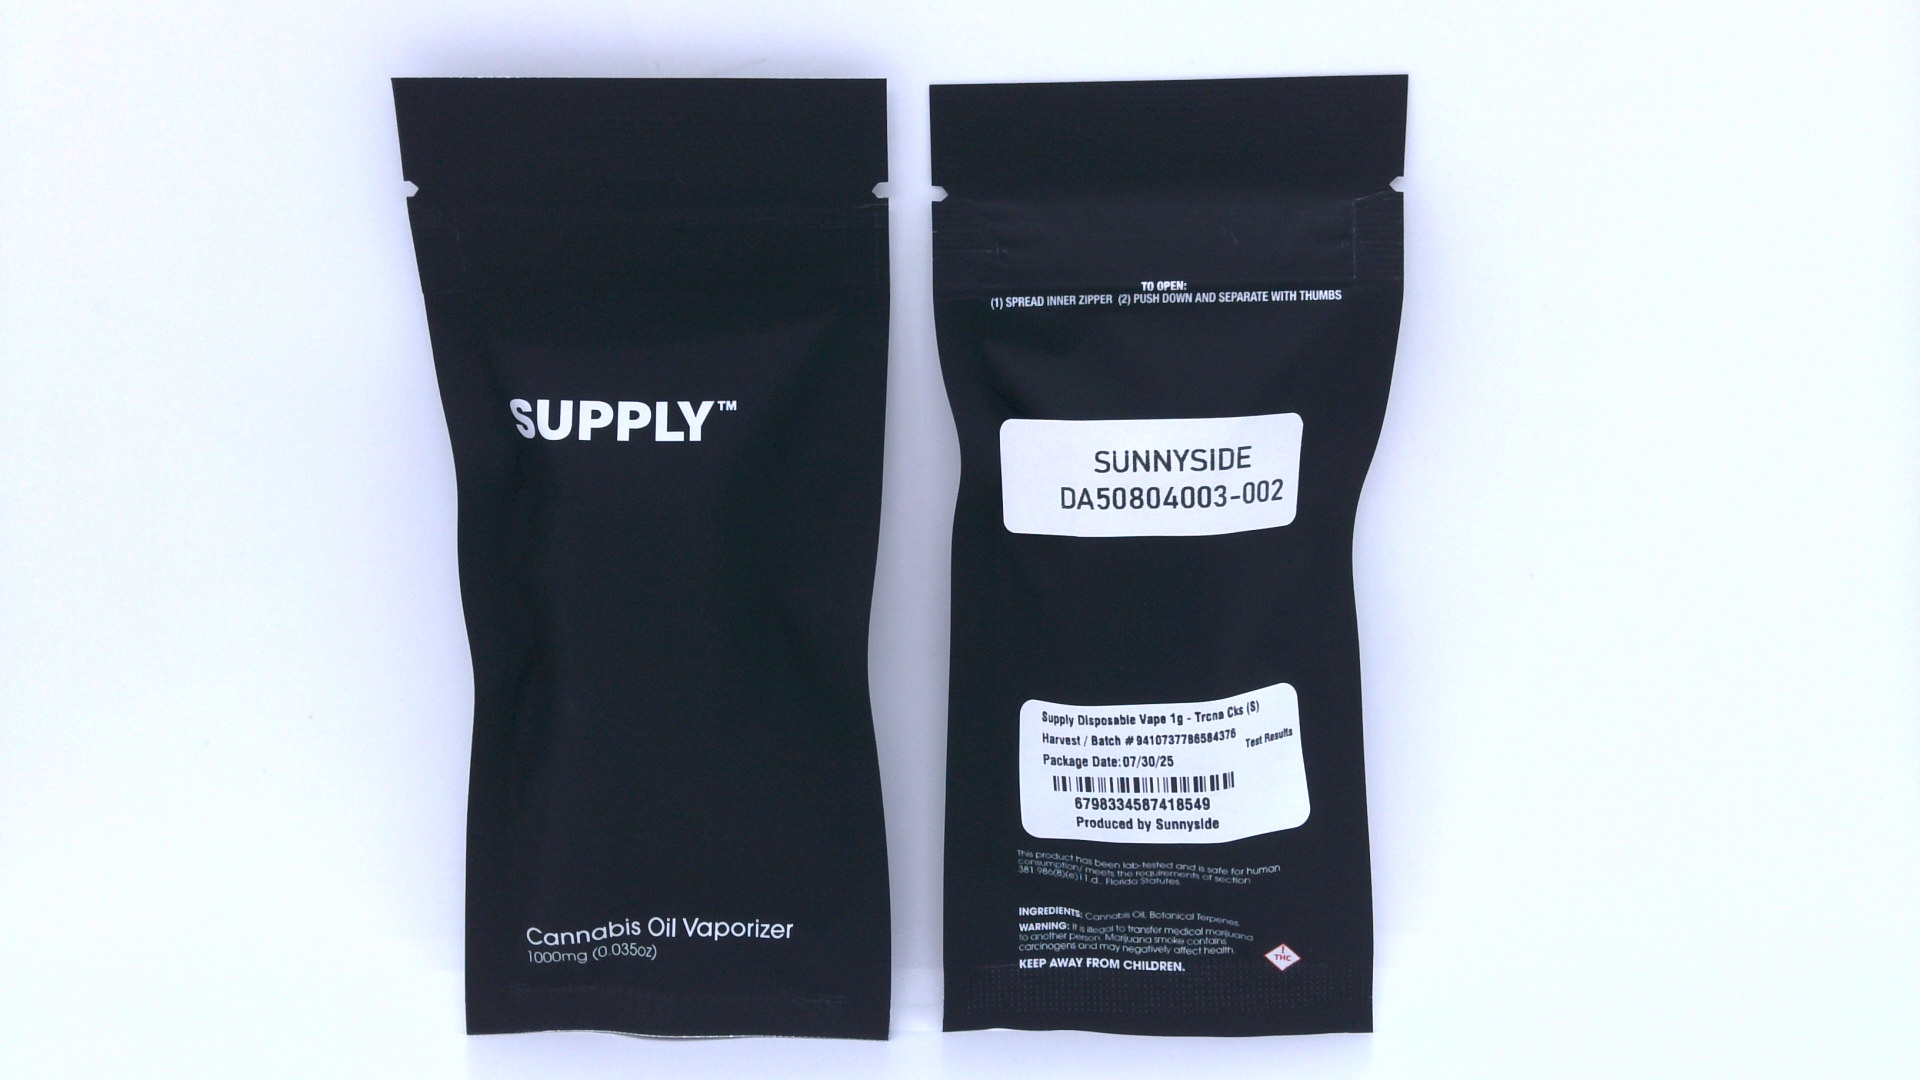 SUPPLY™
Cannabis Oil Vaporizer
1000mg (0.035oz)
TO OPEN:
(1) SPREAD INNER ZIPPER (2) PUSH DOWN AND SEPARATE WITH THUMBS
SUNNYSIDE
DA50804003-002
Supply Disposable Vape 1g - Trcna Cks (S)
Harvest / Batch #9410737786584376
Test Results
Package Date: 07/30/25
6798334587418549
Produced by Sunnyside
This product has been lab-tested and is safe for human
consumption/ meets the requirements of section
381.986(8)(e)11.d., Florida Statutes.
INGREDIENTS: Cannabis Oil, Botanical Terpenes.
WARNING: It is illegal to transfer medical marijuana
to another person. Marijuana smoke contains
carcinogens and may negatively affect health.
KEEP AWAY FROM CHILDREN.
!
THC